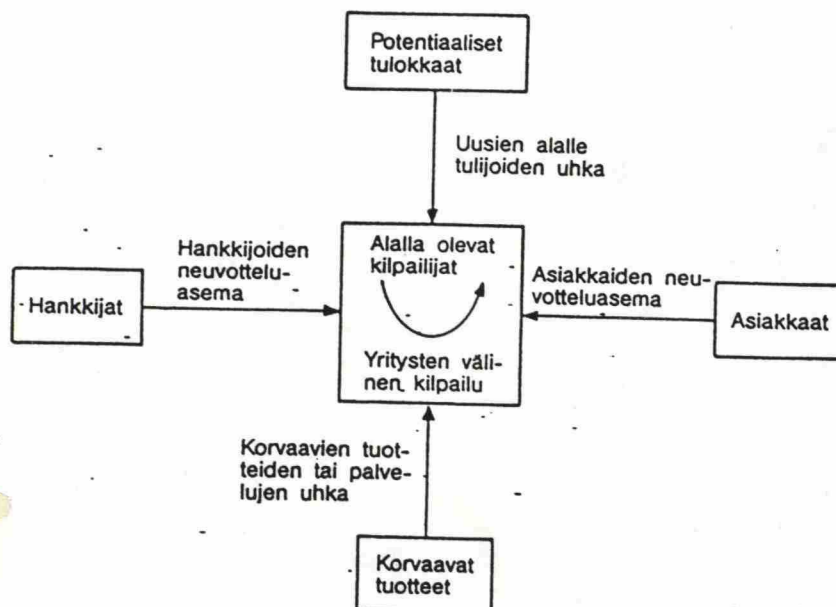 Potentiaaliset
tulokkaat
Uusien alalle
tulijoiden uhka
Hankkijoiden
neuvottelu-
asema
Alalla olevat
kilpailijat
Asiakkaiden neu-
votteluasema
Hankkijat
Asiakkaat
Yritysten väli-
nen kilpailu
Korvaavien tuot-
teiden tai palve-
lujen uhka
Korvaavat
tuotteet